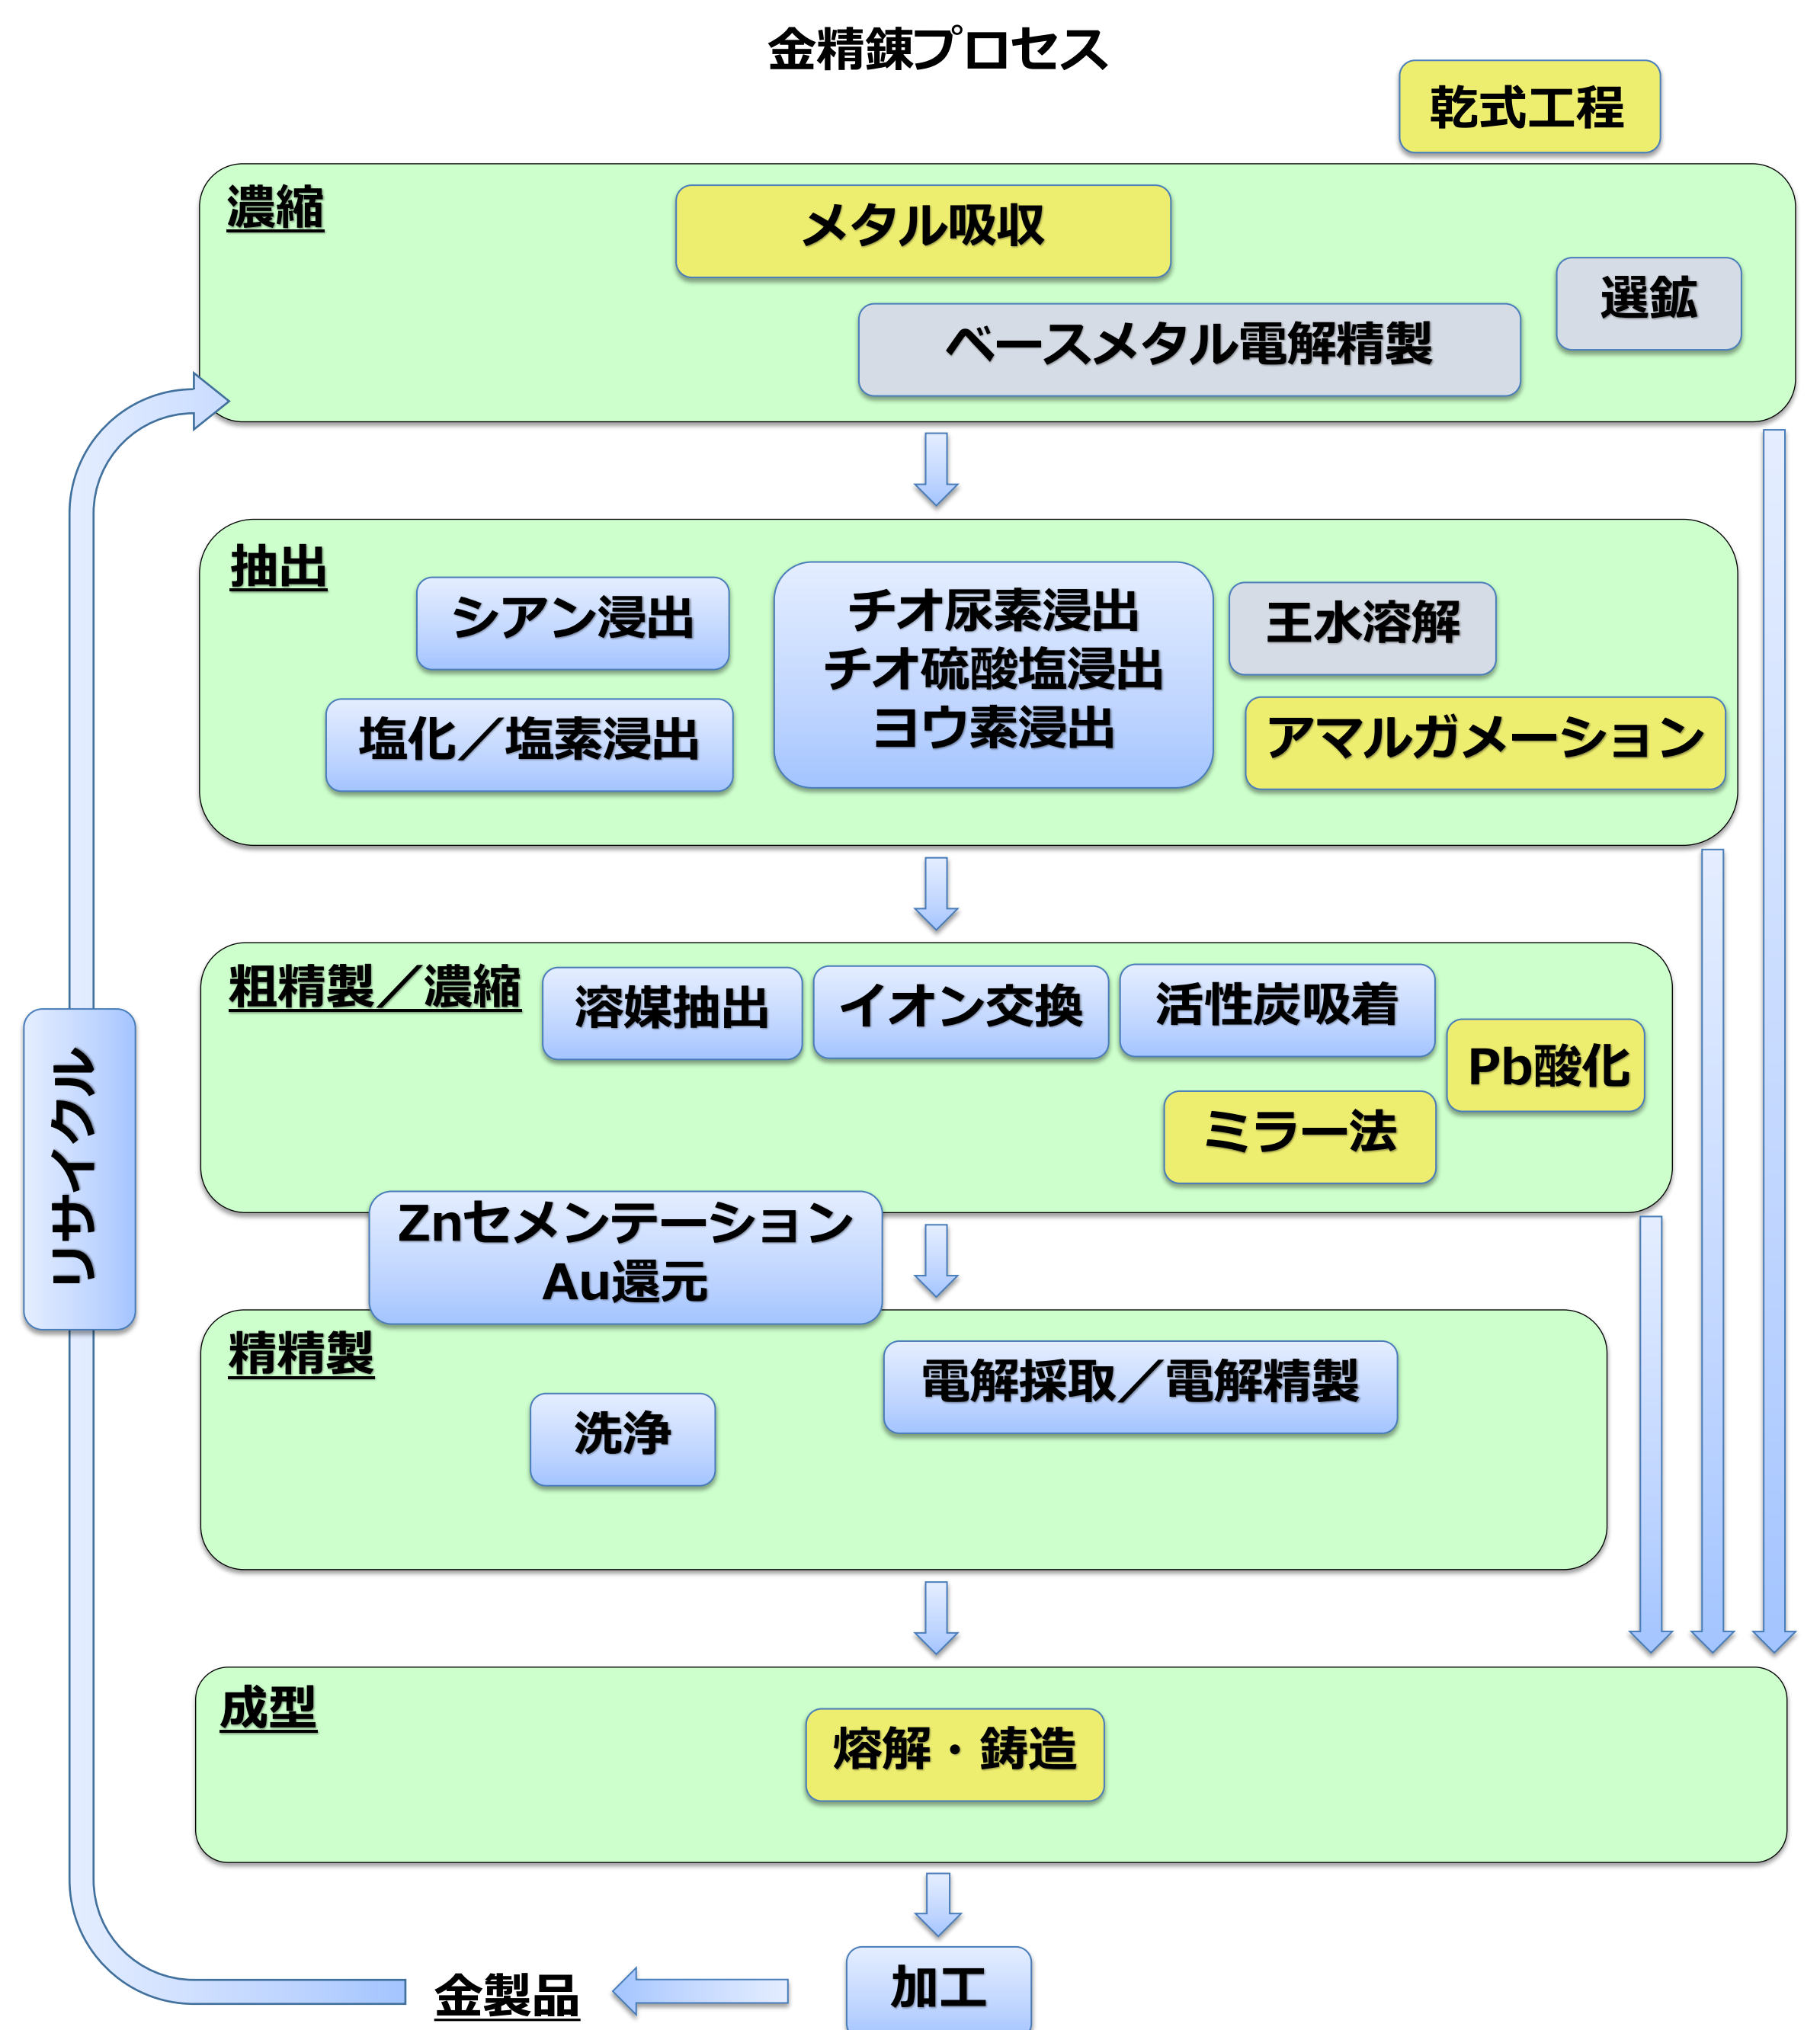 金精錬プロセス
乾式工程
濃縮
メタル吸収
選鉱
ベースメタル電解精製
抽出
シアン浸出
チオ尿素浸出
チオ硫酸塩浸出
ヨウ素浸出
王水溶解
塩化／塩素浸出
アマルガメーション
粗精製／濃縮
溶媒抽出
イオン交換
活性炭吸着
Pb酸化
ミラー法
リサイクル
Znセメンテーション
Au還元
精精製
電解採取／電解精製
洗浄
成型
熔解・鋳造
加工
金製品